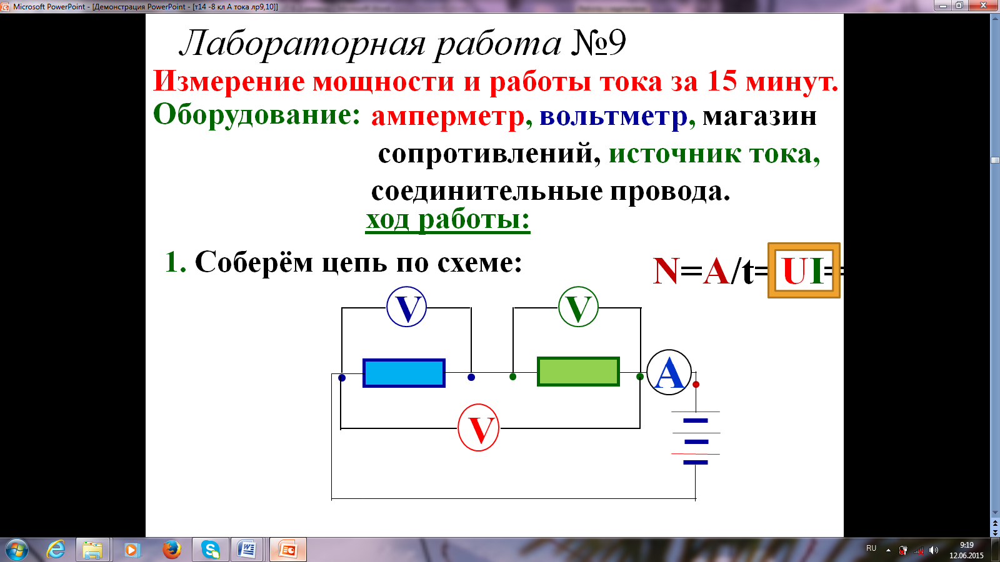 Microsoft PowerPoint - [Демонстрация PowerPoint - [т14 -8 кл А тока лр9,10]]
Лабораторная работа №9
Измерение мощности и работы тока за 15 минут.
Оборудование: амперметр, вольтметр, магазин
сопротивлений, источник тока,
соединительные провода.
ход работы:
1. Соберём цепь по схеме:
N=A/t= UI=
V V
A
V
RU
9:19
12.06.2015